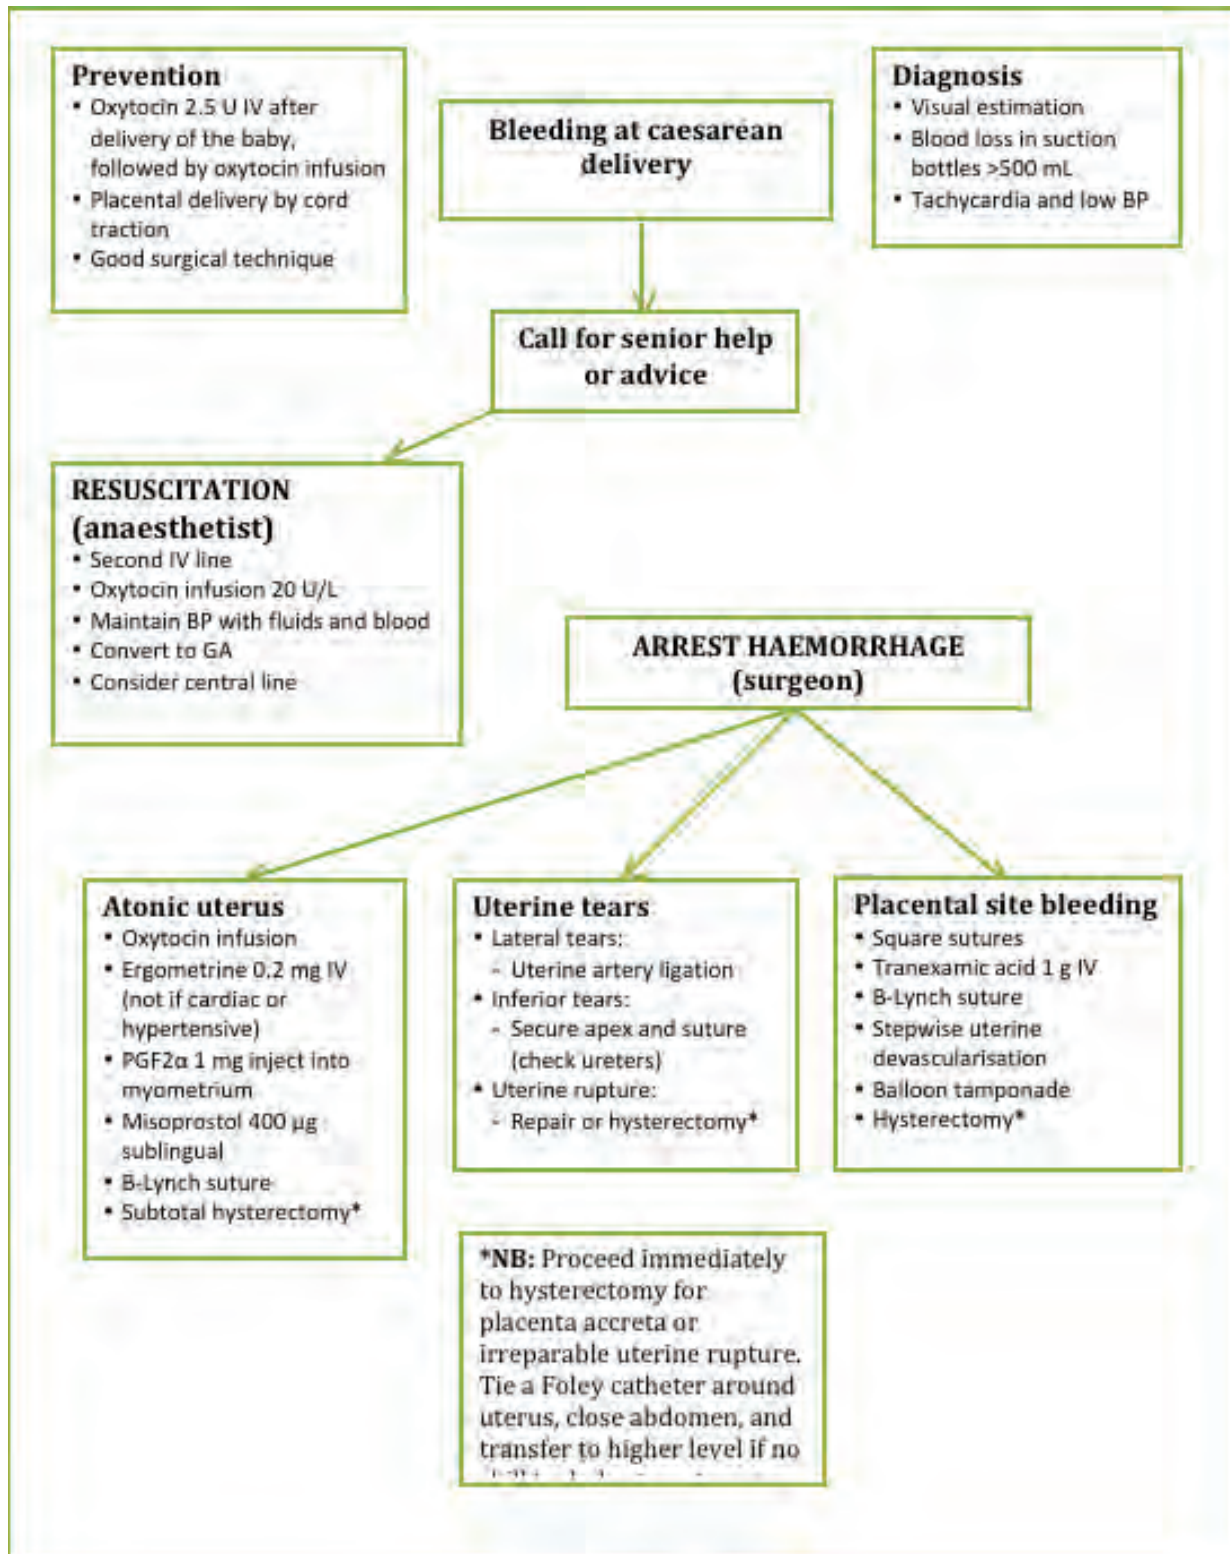 Prevention
• Oxytocin 2.5 U IV after
delivery of the baby,
followed by oxytocin infusion
• Placental delivery by cord
traction
• Good surgical technique
Bleeding at caesarean
delivery
Diagnosis
• Visual estimation
• Blood loss in suction
bottles >500 mL
• Tachycardia and low BP
Call for senior help
or advice
RESUSCITATION
(anaesthetist)
• Second IV line
• Oxytocin infusion 20 U/L
• Maintain BP with fluids and blood
• Convert to GA
• Consider central line
ARREST HAEMORRHAGE
(surgeon)
Atonic uterus
• Oxytocin infusion
• Ergometrine 0.2 mg IV
(not if cardiac or
hypertensive)
• PGF2α 1 mg inject into
myometrium
• Misoprostol 400 µg
sublingual
• B-Lynch suture
• Subtotal hysterectomy*
Uterine tears
• Lateral tears:
- Uterine artery ligation
• Inferior tears:
- Secure apex and suture
(check ureters)
• Uterine rupture:
- Repair or hysterectomy*
Placental site bleeding
• Square sutures
• Tranexamic acid 1 g IV
• B-Lynch suture
• Stepwise uterine
devascularisation
• Balloon tamponade
• Hysterectomy*
*NB: Proceed immediately
to hysterectomy for
placenta accreta or
irreparable uterine rupture.
Tie a Foley catheter around
uterus, close abdomen, and
transfer to higher level if no